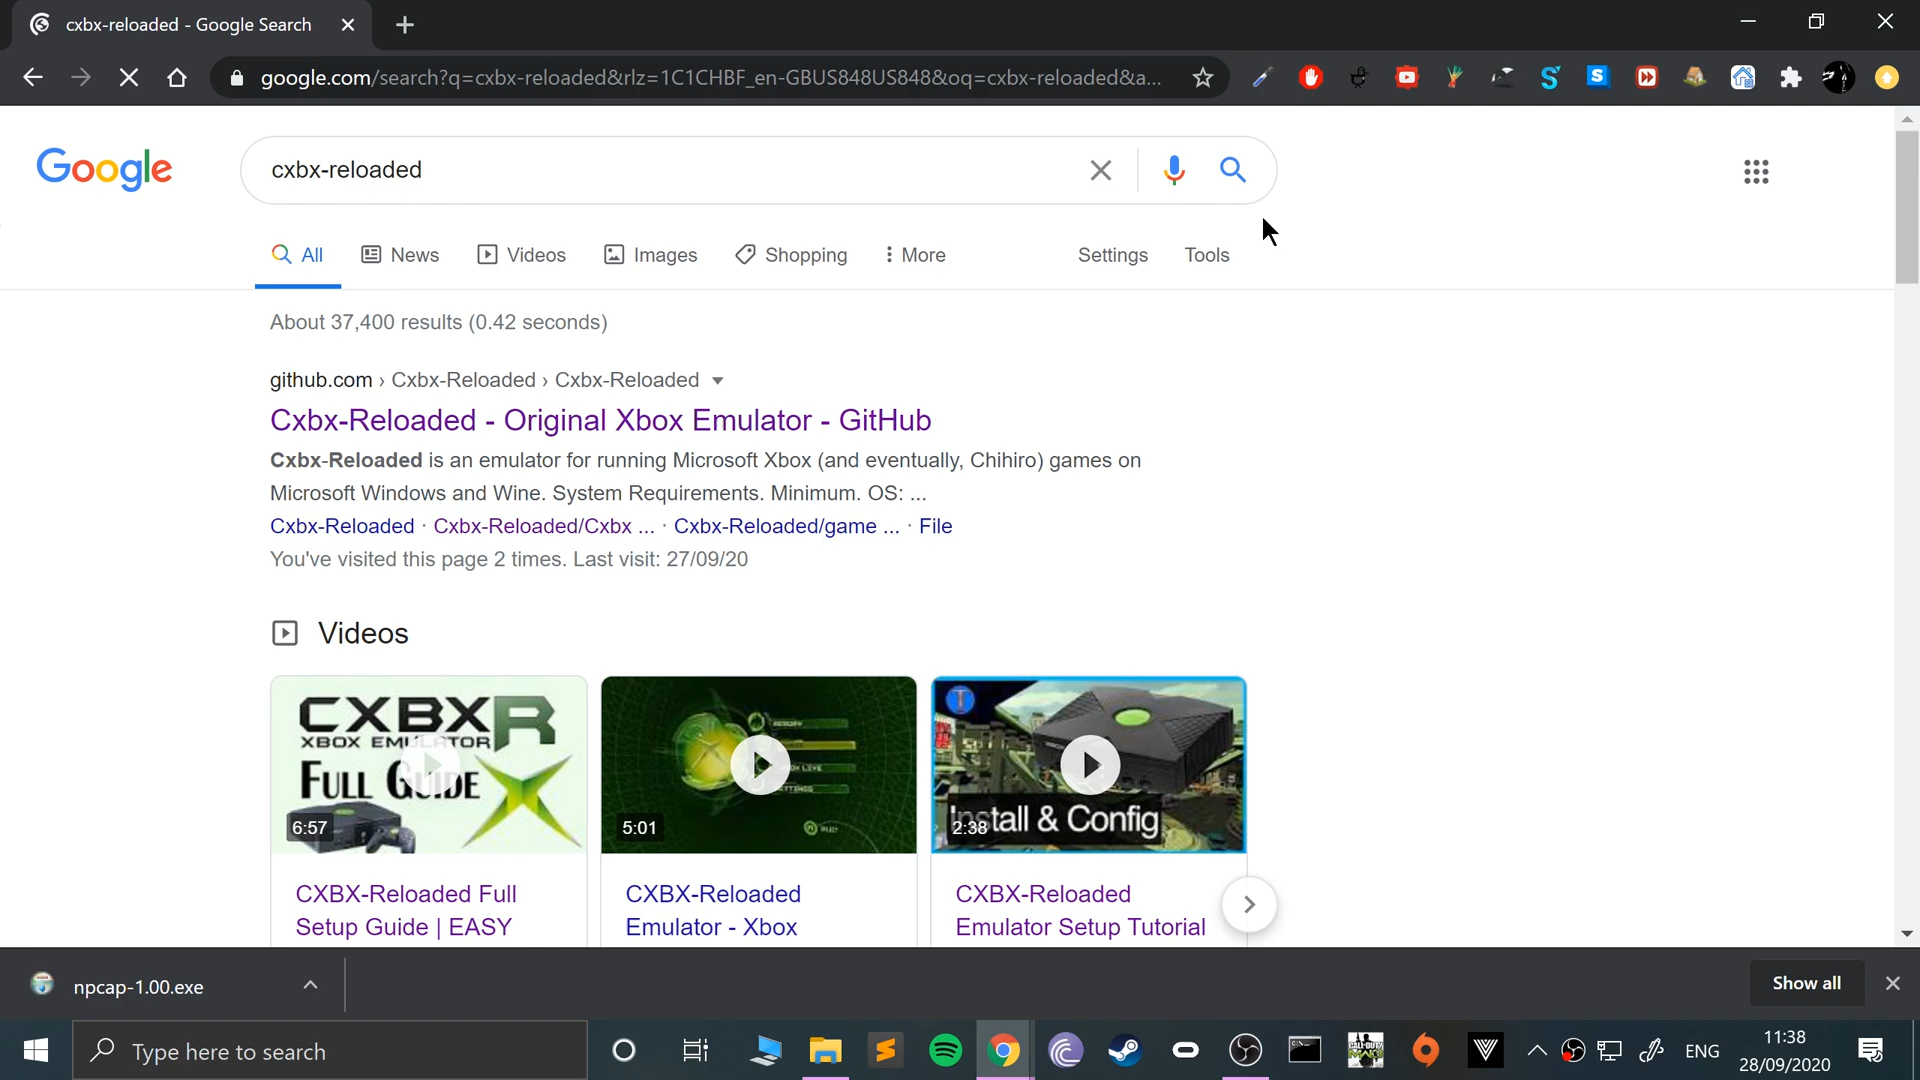 cxbx-reloaded - Google Search
google.com/search?q=cxbx-reloaded&rlz=1C1CHBF_en-GBUS848US848&oq=cxbx-reloaded&a...
Google
cxbx-reloaded
All
News
Videos
Images
Shopping
More
Settings
Tools
About 37,400 results (0.42 seconds)
github.com › Cxbx-Reloaded › Cxbx-Reloaded
Cxbx-Reloaded - Original Xbox Emulator - GitHub
Cxbx-Reloaded is an emulator for running Microsoft Xbox (and eventually, Chihiro) games on
Microsoft Windows and Wine. System Requirements. Minimum. OS: ...
Cxbx-Reloaded · Cxbx-Reloaded/Cxbx ... · Cxbx-Reloaded/game ... · File
You've visited this page 2 times. Last visit: 27/09/20
Videos
CXBXR
XBOX EMULATOR
FULL GUIDE
6:57
CXBX-Reloaded Full
Setup Guide | EASY
5:01
CXBX-Reloaded
Emulator - Xbox
Install & Config
2:38
CXBX-Reloaded
Emulator Setup Tutorial
npcap-1.00.exe
Show all
Type here to search
ENG
11:38
28/09/2020